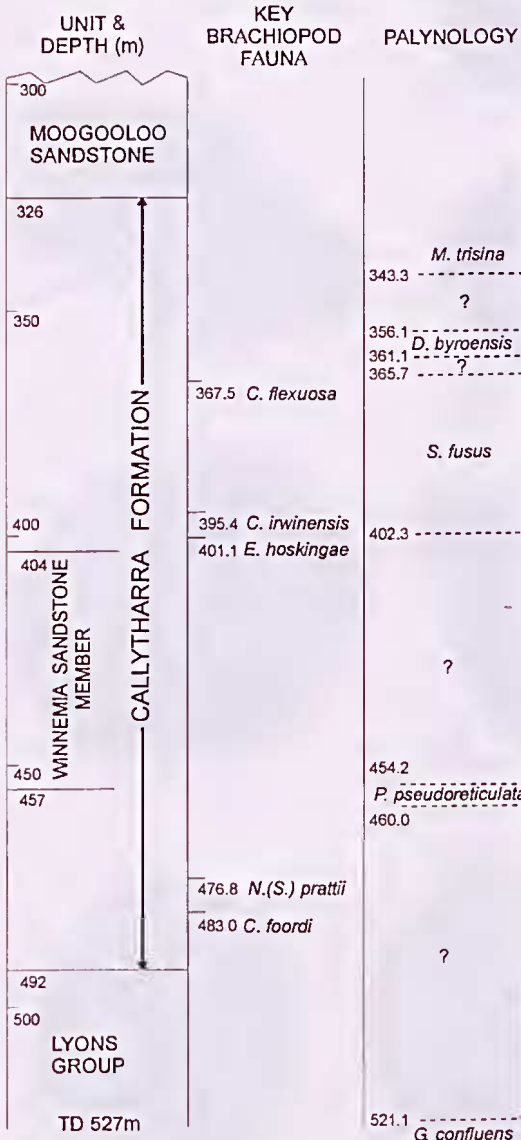 UNIT &
DEPTH (m)
KEY
BRACHIOPOD
FAUNA
PALYNOLOGY
300
MOOGOOLOO
SANDSTONE
326
350
400
404
WINNEMIA SANDSTONE
MEMBER
450
457
492
500
LYONS
GROUP
TD 527m
CALLYTHARRA FORMATION
367.5 C. flexuosa
395.4 C. irwinensis
401.1 E. hoskingae
476.8 N.(S.) prattii
483.0 C. foordi
M. trisina
343.3
?
356.1
D. byroensis
361.1
?
365.7
S. fusus
402.3
?
454.2
P. pseudoreticulata
460.0
?
521.1
G. confluens